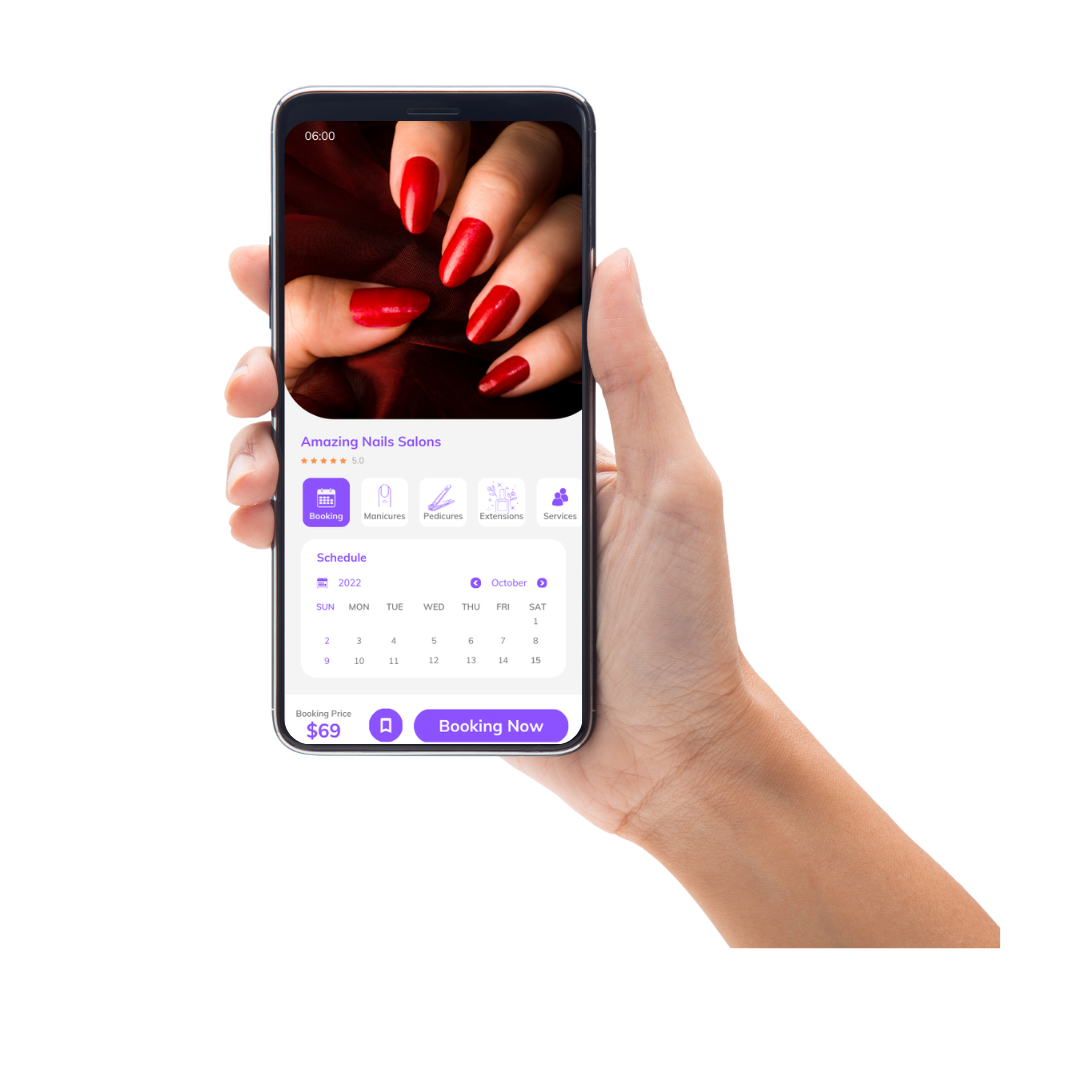 06:00
Amazing Nails Salons
5.0
Booking Manicures Pedicures Extensions Services
Schedule
2022 October
SUN MON TUE WED THU FRI SAT
1
2 3 4 5 6 7 8
9 10 11 12 13 14 15
Booking Price
$69
Booking Now